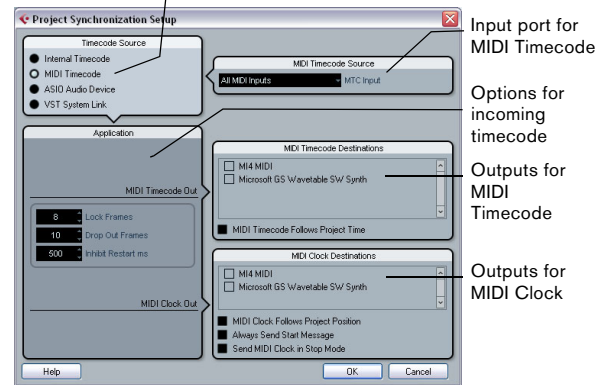 Project Synchronization Setup
Timecode Source
Internal Timecode
MIDI Timecode
ASIO Audio Device
VST System Link
MIDI Timecode Source
All MIDI Inputs
MTC Input
Input port for
MIDI Timecode
Application
MIDI Timecode Out
8 Lock Frames
10 Drop Out Frames
500 Inhibit Restart ms
MIDI Clock Out
Options for
incoming
timecode
MIDI Timecode Destinations
MI4 MIDI
Microsoft GS Wavetable SW Synth
MIDI Timecode Follows Project Time
Outputs for
MIDI
Timecode
MIDI Clock Destinations
MI4 MIDI
Microsoft GS Wavetable SW Synth
MIDI Clock Follows Project Position
Always Send Start Message
Send MIDI Clock in Stop Mode
Outputs for
MIDI Clock
Help
OK
Cancel